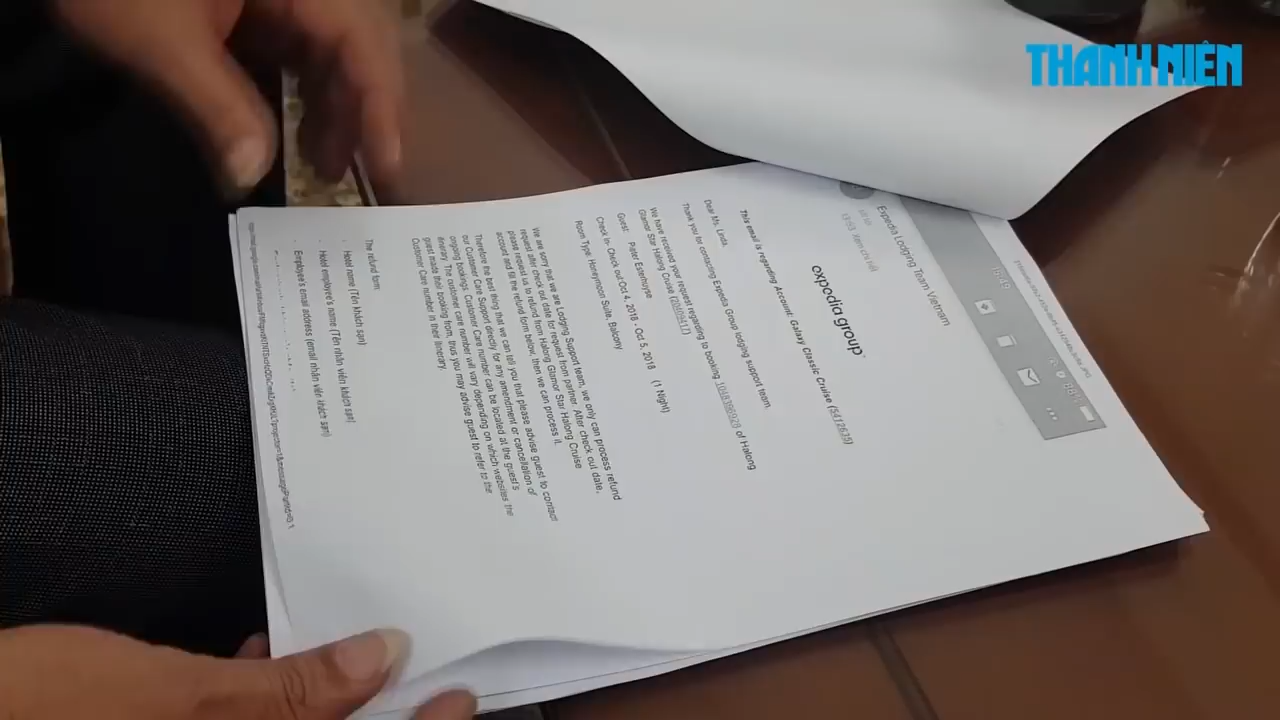 THANH NIÊN
Expedia Lodging Team Vietnam
expedia group
This email is regarding Account: Galaxy Classic Cruise (5412635)
Dear Ms. Linda,
Thank you for contacting Expedia Group lodging support team.
We have received your request regarding to booking of Halong
Glamor Star Halong Cruise
Guest: Pieter Esterhuyse
Check in- Check out:Oct 4, 2018 - Oct 5, 2018 (1 Night)
Room Type: Honeymoon Suite, Balcony
We are sorry that we are Lodging Support team, we only can process refund
request after check out date for request from partner. After check out date,
please request us to refund from Halong Glamor Star Halong Cruise
account and fill the refund form below, then we can process it.
Therefore the best thing that we can tell you that please advise guest to contact
our Customer Care Support directly for any amendment or cancellation of
ongoing bookings. Customer Care number can be located at the guest's
itinerary. The customer care number will vary depending on which websites the
guest made their booking from, thus you may advise guest to refer to the
Customer Care number in their itinerary.
The refund form:
· Hotel name (Tên khách sạn)
· Hotel employee's name (Tên nhân viên khách sạn)
· Employee's email address (email nhân viên khách sạn)